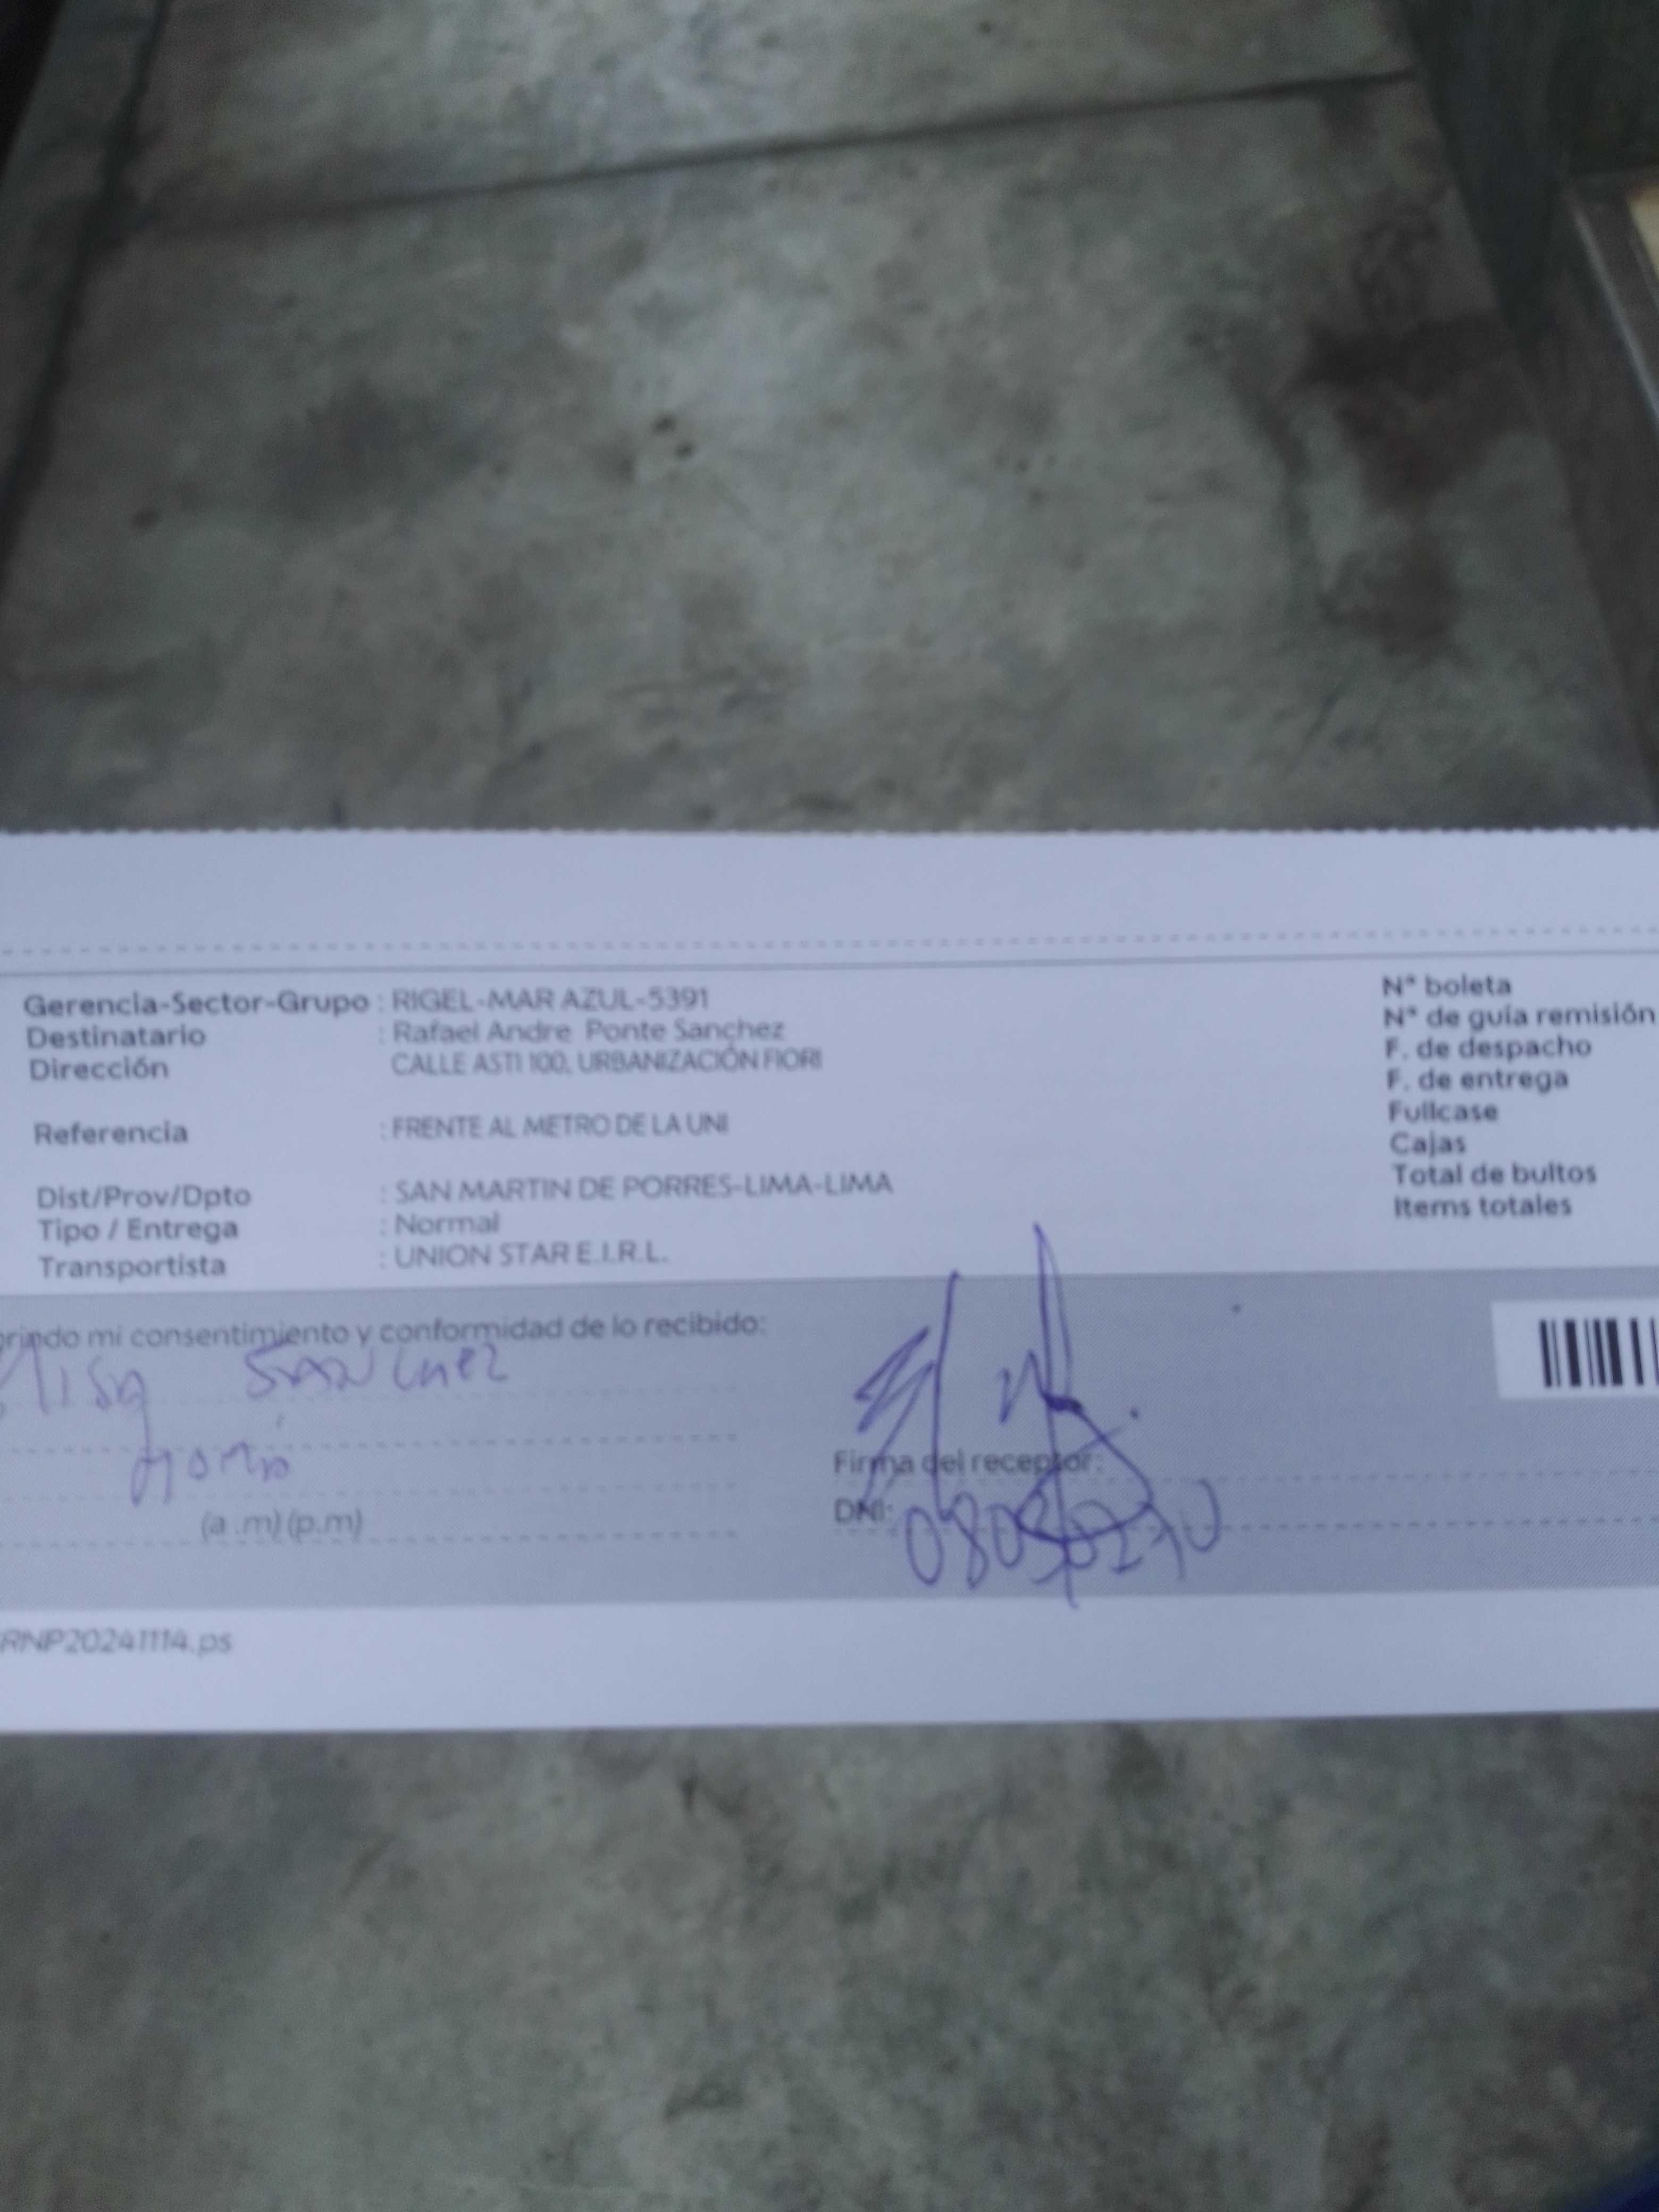 Gerencia-Sector-Grupo : RIGEL-MAR AZUL-5391
Destinatario : Rafael Andre Ponte Sanchez
Dirección CALLE ASTI 100, URBANIZACIÓN FIORI
Referencia : FRENTE AL METRO DE LA UNI
Dist/Prov/Dpto : SAN MARTIN DE PORRES-LIMA-LIMA
Tipo / Entrega : Normal
Transportista : UNION STAR E.I.R.L.
N° boleta
N° de guía remisión
F. de despacho
F. de entrega
Fullcase
Cajas
Total de bultos
Items totales
rindo mi consentimiento y conformidad de lo recibido:
SANCHEZ
(a .m) (p.m)
Firma del receptor:
DNI:
RNP20241114.ps